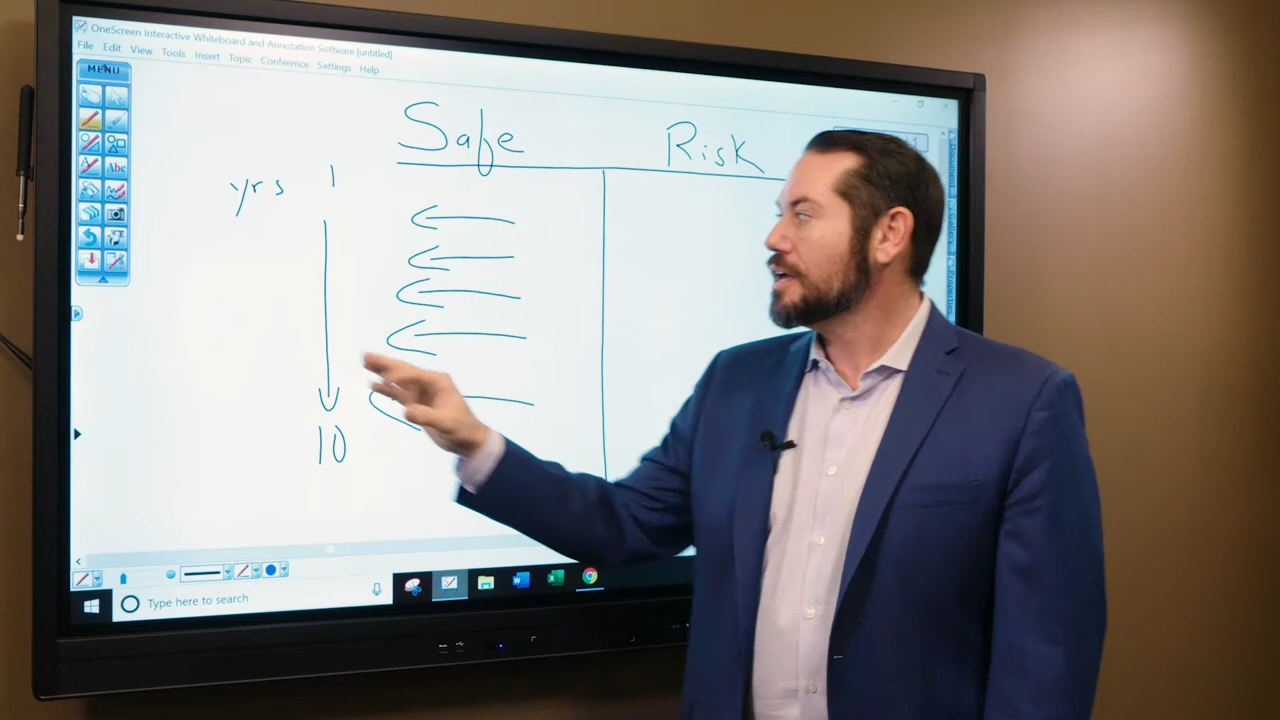 OneScreen Interactive Whiteboard and Annotation Software [untitled]
File Edit View Tools Insert Topic Conference Settings Help
MENU
Abc
Safe Risk
yrs 1
10
Type here to search